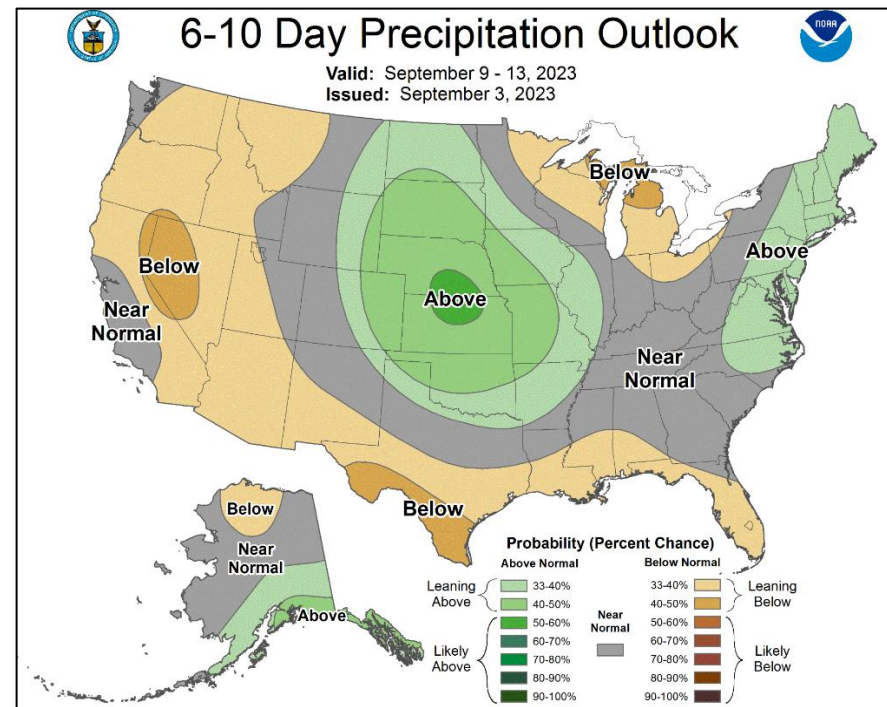 6-10 Day Precipitation Outlook
NOAA
Valid: September 9 - 13, 2023
Issued: September 3, 2023
Below
Above
Below
Near
Normal
Above
Near
Normal
Below
Below
Near
Normal
Above
Probability (Percent Chance)
Above Normal
Below Normal
Leaning
Above
33-40%
40-50%
50-60%
60-70%
70-80%
80-90%
90-100%
Likely
Above
Near
Normal
33-40%
40-50%
50-60%
60-70%
70-80%
80-90%
90-100%
Leaning
Below
Likely
Below